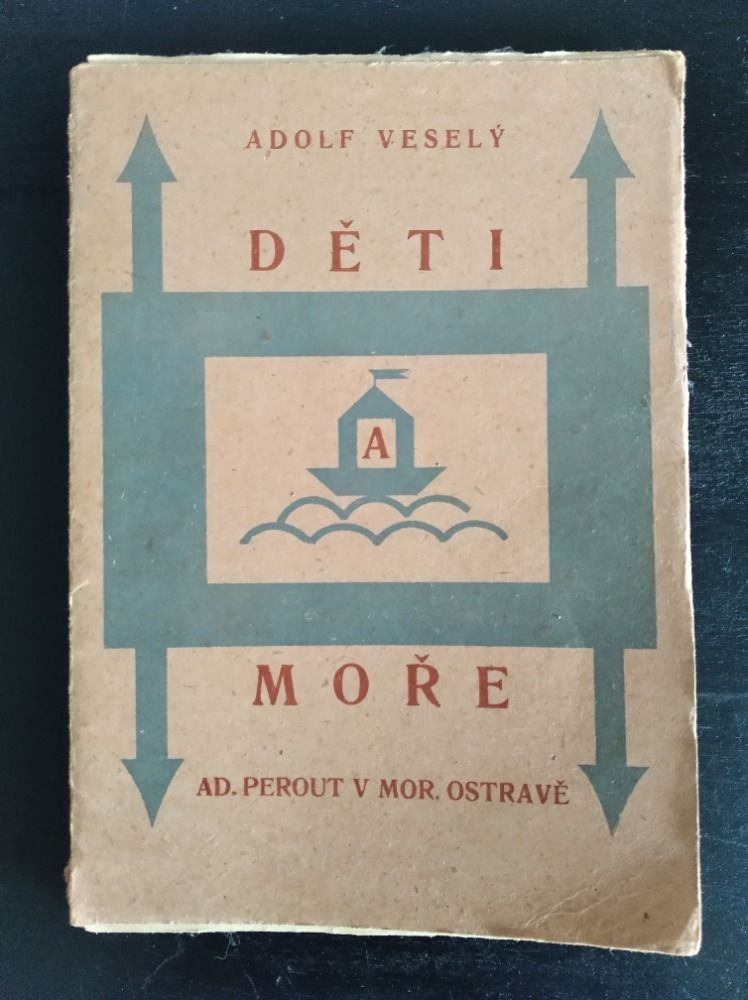 ADOLF VESELÝ
DĚTI
A
MOŘE
AD. PEROUT V MOR. OSTRAVĚ